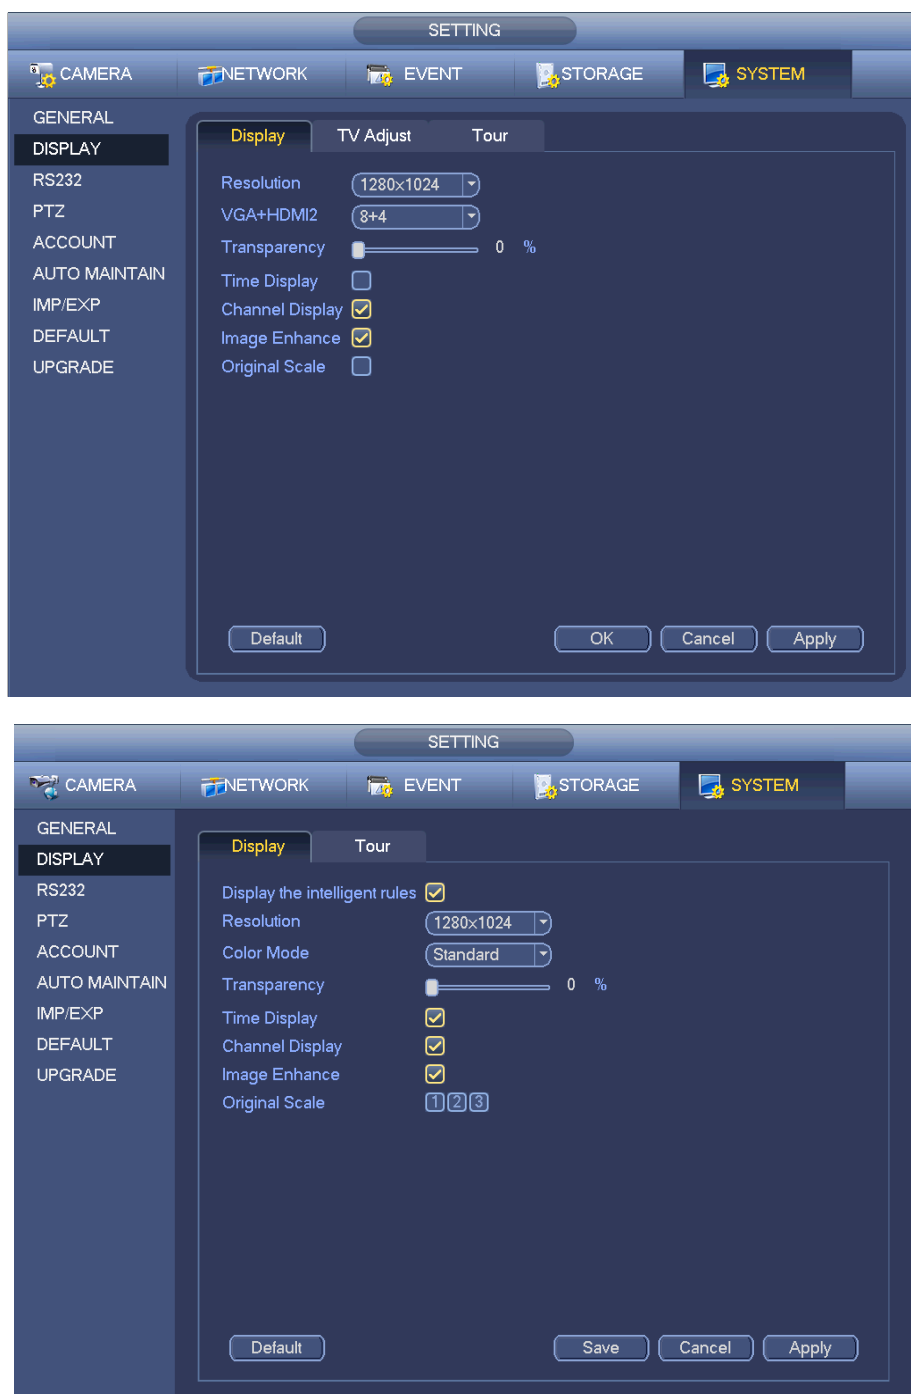 SETTING
CAMERA NETWORK EVENT STORAGE SYSTEM
GENERAL
DISPLAY
RS232
PTZ
ACCOUNT
AUTO MAINTAIN
IMP/EXP
DEFAULT
UPGRADE
Display TV Adjust Tour
Resolution 1280×1024
VGA+HDMI2 8+4
Transparency 0 %
Time Display
Channel Display
Image Enhance
Original Scale
Default OK Cancel Apply
SETTING
CAMERA NETWORK EVENT STORAGE SYSTEM
GENERAL
DISPLAY
RS232
PTZ
ACCOUNT
AUTO MAINTAIN
IMP/EXP
DEFAULT
UPGRADE
Display Tour
Display the intelligent rules
Resolution 1280×1024
Color Mode Standard
Transparency 0 %
Time Display
Channel Display
Image Enhance
Original Scale 1 2 3
Default Save Cancel Apply